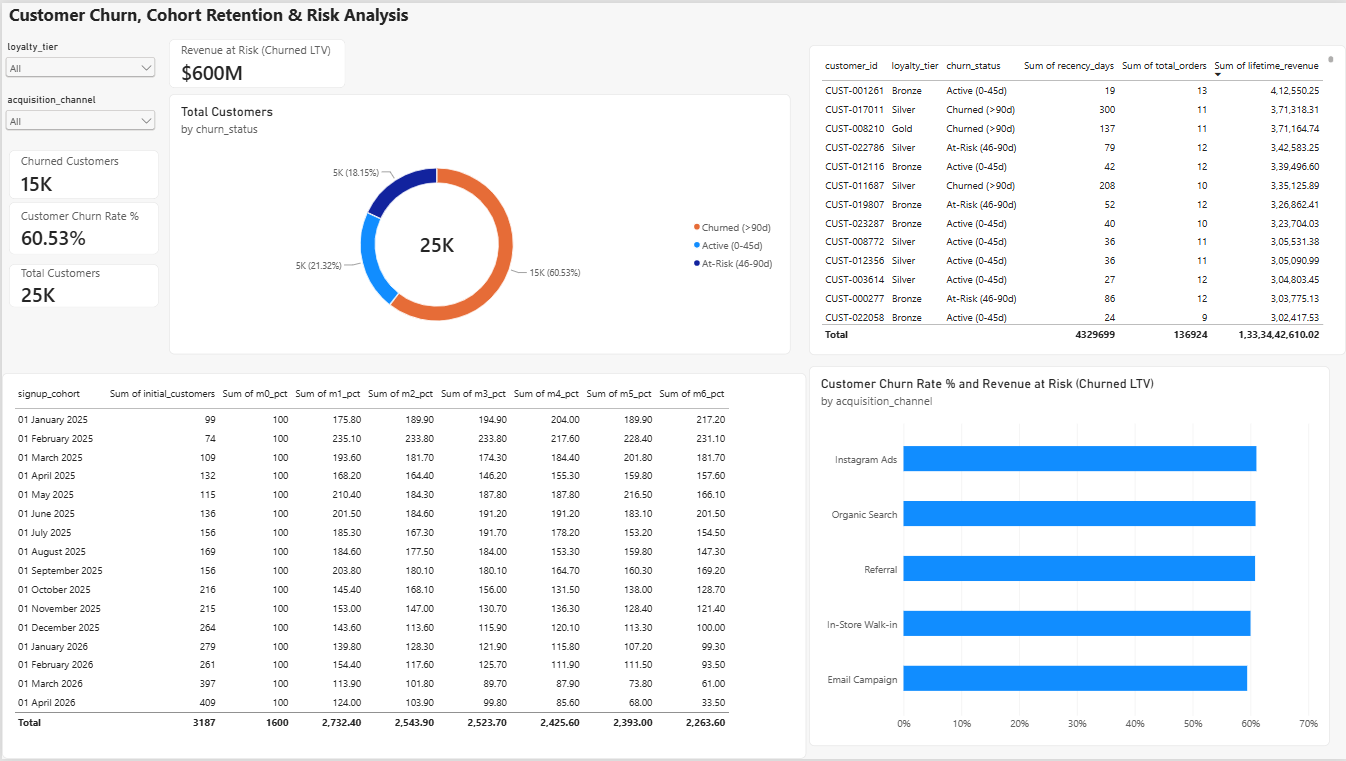 Customer Churn, Cohort Retention & Risk Analysis
loyalty_tier
All
acquisition_channel
All
Churned Customers
15K
Customer Churn Rate %
60.53%
Total Customers
25K
Revenue at Risk (Churned LTV)
$600M
Total Customers
by churn_status
5K (18.15%)
5K (21.32%)
25K
15K (60.53%)
Churned (>90d)
Active (0-45d)
At-Risk (46-90d)
customer_id loyalty_tier churn_status Sum of recency_days Sum of total_orders Sum of lifetime_revenue
CUST-001261 Bronze Active (0-45d) 19 13 4,12,550.25
CUST-017011 Silver Churned (>90d) 300 11 3,71,318.31
CUST-008210 Gold Churned (>90d) 137 11 3,71,164.74
CUST-022786 Silver At-Risk (46-90d) 79 12 3,42,583.25
CUST-012116 Bronze Active (0-45d) 42 12 3,39,496.60
CUST-011687 Silver Churned (>90d) 208 10 3,35,125.89
CUST-019807 Bronze At-Risk (46-90d) 52 12 3,26,862.41
CUST-023287 Bronze Active (0-45d) 40 10 3,23,704.03
CUST-008772 Silver Active (0-45d) 36 11 3,05,531.38
CUST-012356 Silver Active (0-45d) 36 11 3,05,090.99
CUST-003614 Silver Active (0-45d) 27 12 3,04,803.45
CUST-000277 Bronze At-Risk (46-90d) 86 12 3,03,775.13
CUST-022058 Bronze Active (0-45d) 24 9 3,02,417.53
Total 4329699 136924 1,33,34,42,610.02
signup_cohort Sum of initial_customers Sum of m0_pct Sum of m1_pct Sum of m2_pct Sum of m3_pct Sum of m4_pct Sum of m5_pct Sum of m6_pct
01 January 2025 99 100 175.80 189.90 194.90 204.00 189.90 217.20
01 February 2025 74 100 235.10 233.80 233.80 217.60 228.40 231.10
01 March 2025 109 100 193.60 181.70 174.30 184.40 201.80 181.70
01 April 2025 132 100 168.20 164.40 146.20 155.30 159.80 157.60
01 May 2025 115 100 210.40 184.30 187.80 187.80 216.50 166.10
01 June 2025 136 100 201.50 184.60 191.20 191.20 183.10 201.50
01 July 2025 156 100 185.30 167.30 191.70 178.20 153.20 154.50
01 August 2025 169 100 184.60 177.50 184.00 153.30 159.80 147.30
01 September 2025 156 100 203.80 180.10 180.10 164.70 160.30 169.20
01 October 2025 216 100 145.40 168.10 156.00 131.50 138.00 128.70
01 November 2025 215 100 153.00 147.00 130.70 136.30 128.40 121.40
01 December 2025 264 100 143.60 113.60 115.90 120.10 113.30 100.00
01 January 2026 279 100 139.80 128.30 121.90 115.80 107.20 99.30
01 February 2026 261 100 154.40 117.60 125.70 111.90 111.50 93.50
01 March 2026 397 100 113.90 101.80 89.70 87.90 73.80 61.00
01 April 2026 409 100 124.00 103.90 99.80 85.60 68.00 33.50
Total 3187 1600 2,732.40 2,543.90 2,523.70 2,425.60 2,393.00 2,263.60
Customer Churn Rate % and Revenue at Risk (Churned LTV)
by acquisition_channel
Instagram Ads
Organic Search
Referral
In-Store Walk-in
Email Campaign
0% 10% 20% 30% 40% 50% 60% 70%